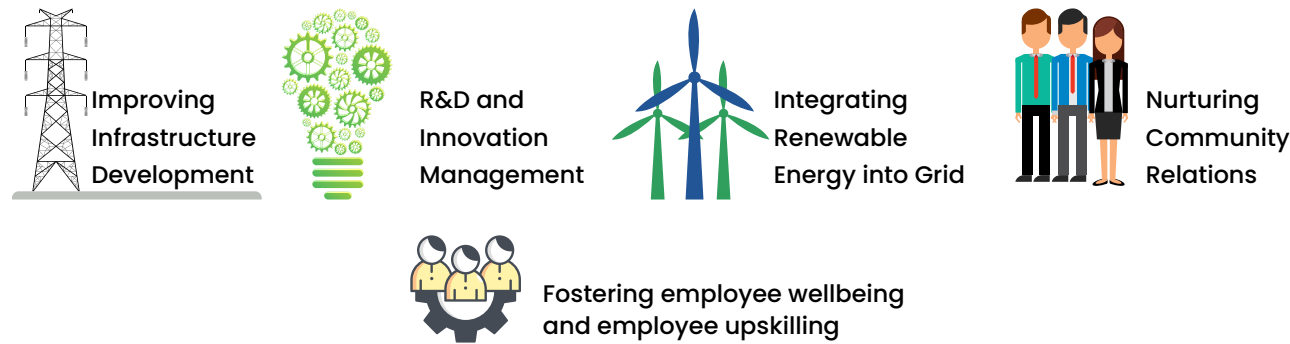 Improving
Infrastructure
Development
R&D and
Innovation
Management
Integrating
Renewable
Energy into Grid
Nurturing
Community
Relations
Fostering employee wellbeing
and employee upskilling